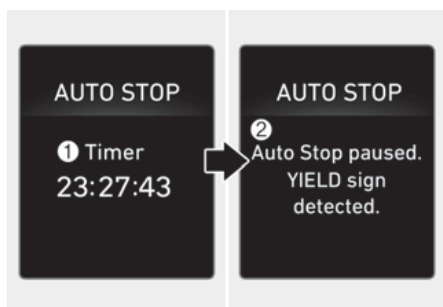 AUTO STOP
① Timer
23:27:43
AUTO STOP
②
Auto Stop paused.
YIELD sign
detected.